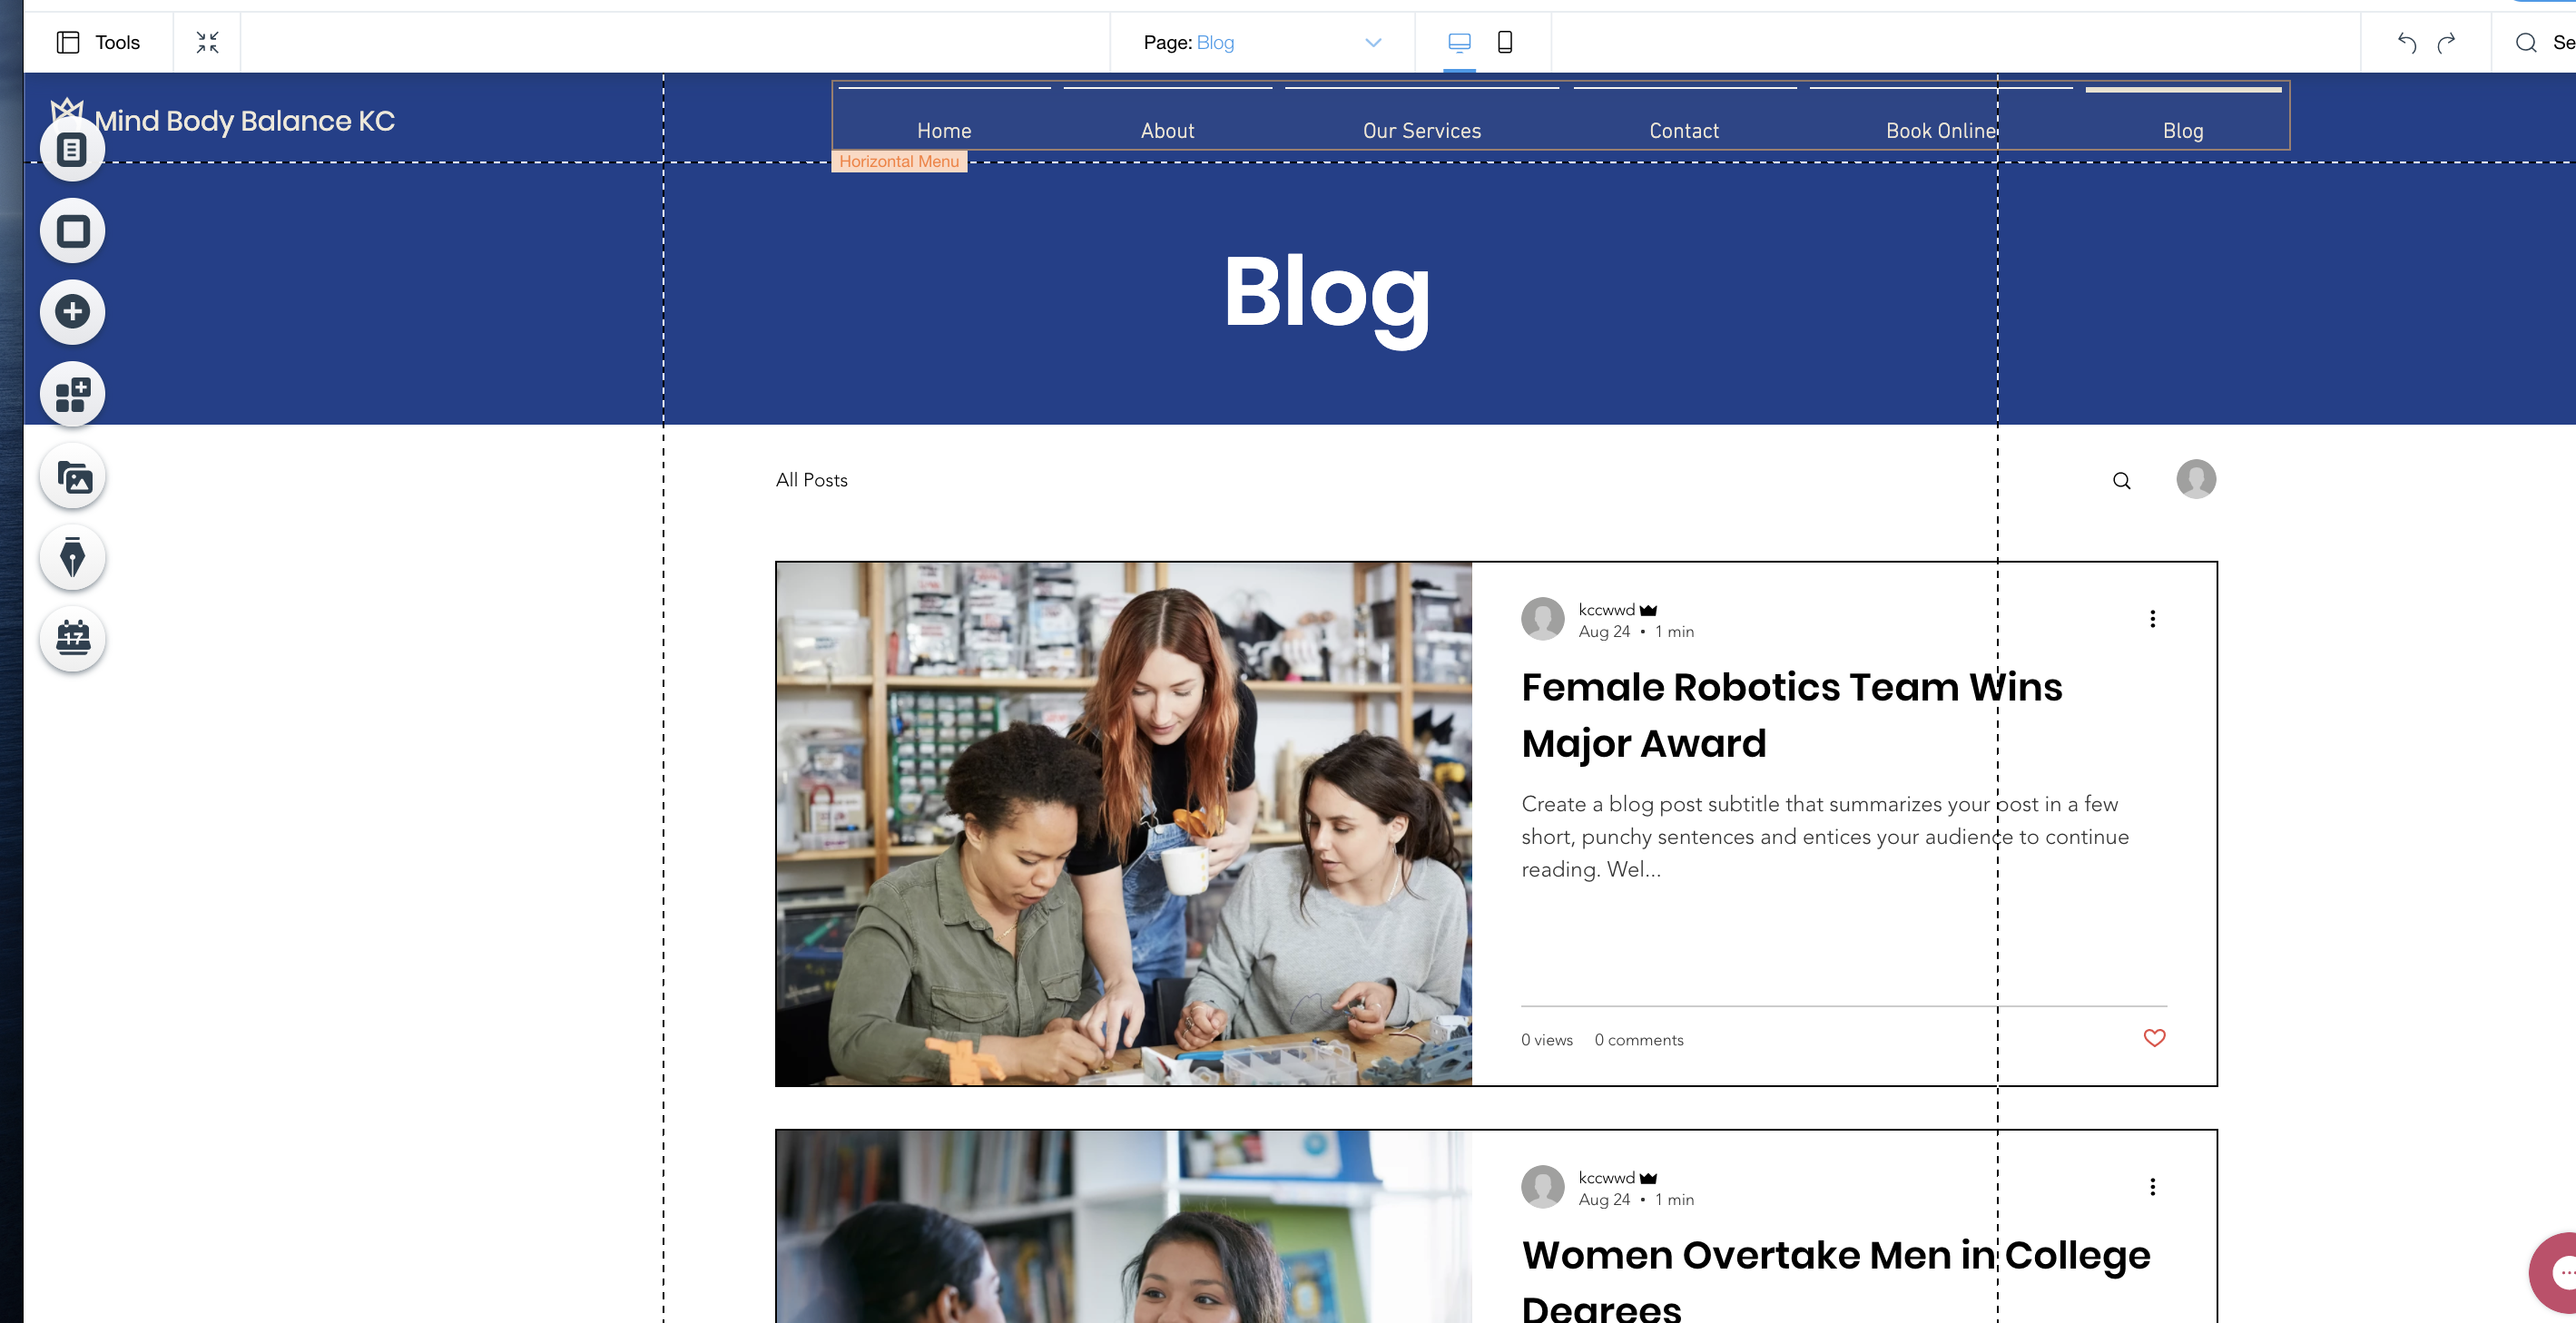 Tools
Page: Blog
Mind Body Balance KC
Home
About
Our Services
Contact
Book Online
Blog
Horizontal Menu
Blog
17
All Posts
kccwwd
Aug 24 • 1 min
Female Robotics Team Wins
Major Award
Create a blog post subtitle that summarizes your post in a few
short, punchy sentences and entices your audience to continue
reading. Wel...
0 views 0 comments
kccwwd
Aug 24 • 1 min
Women Overtake Men in College
Degrees